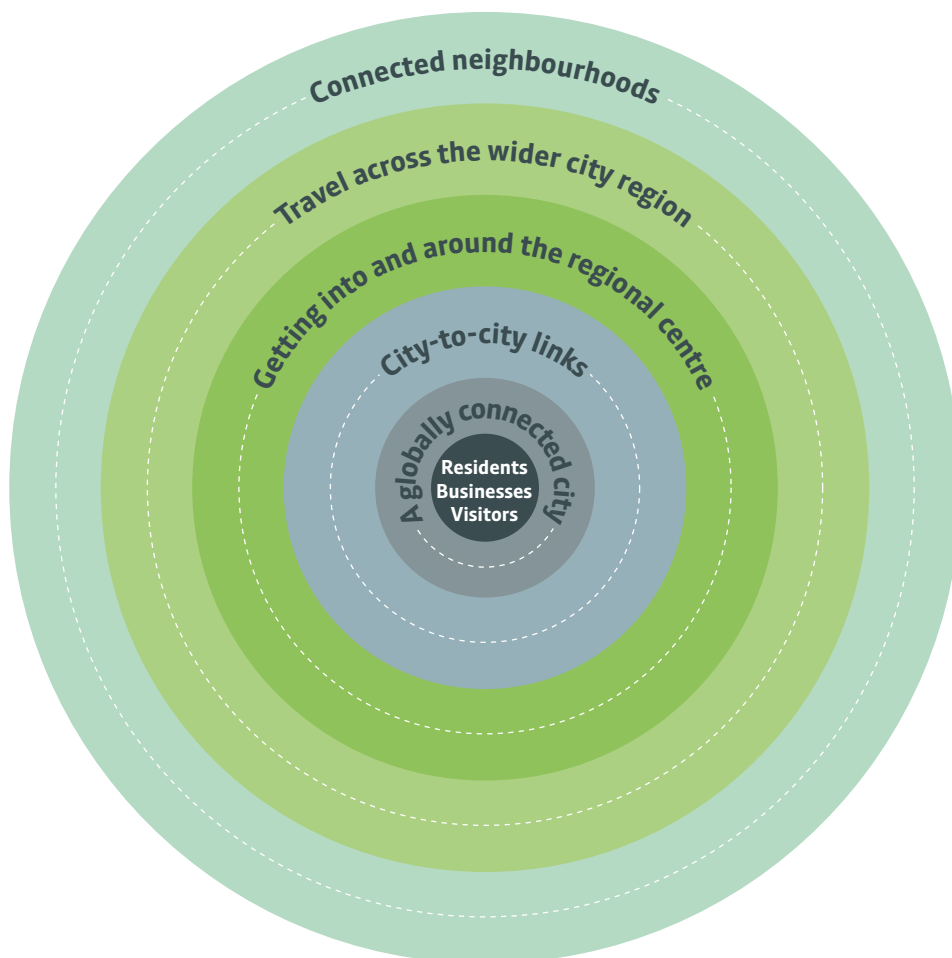 Connected neighbourhoods
Travel across the wider city region
Getting into and around the regional centre
City-to-city links
A globally connected city
Residents
Businesses
Visitors